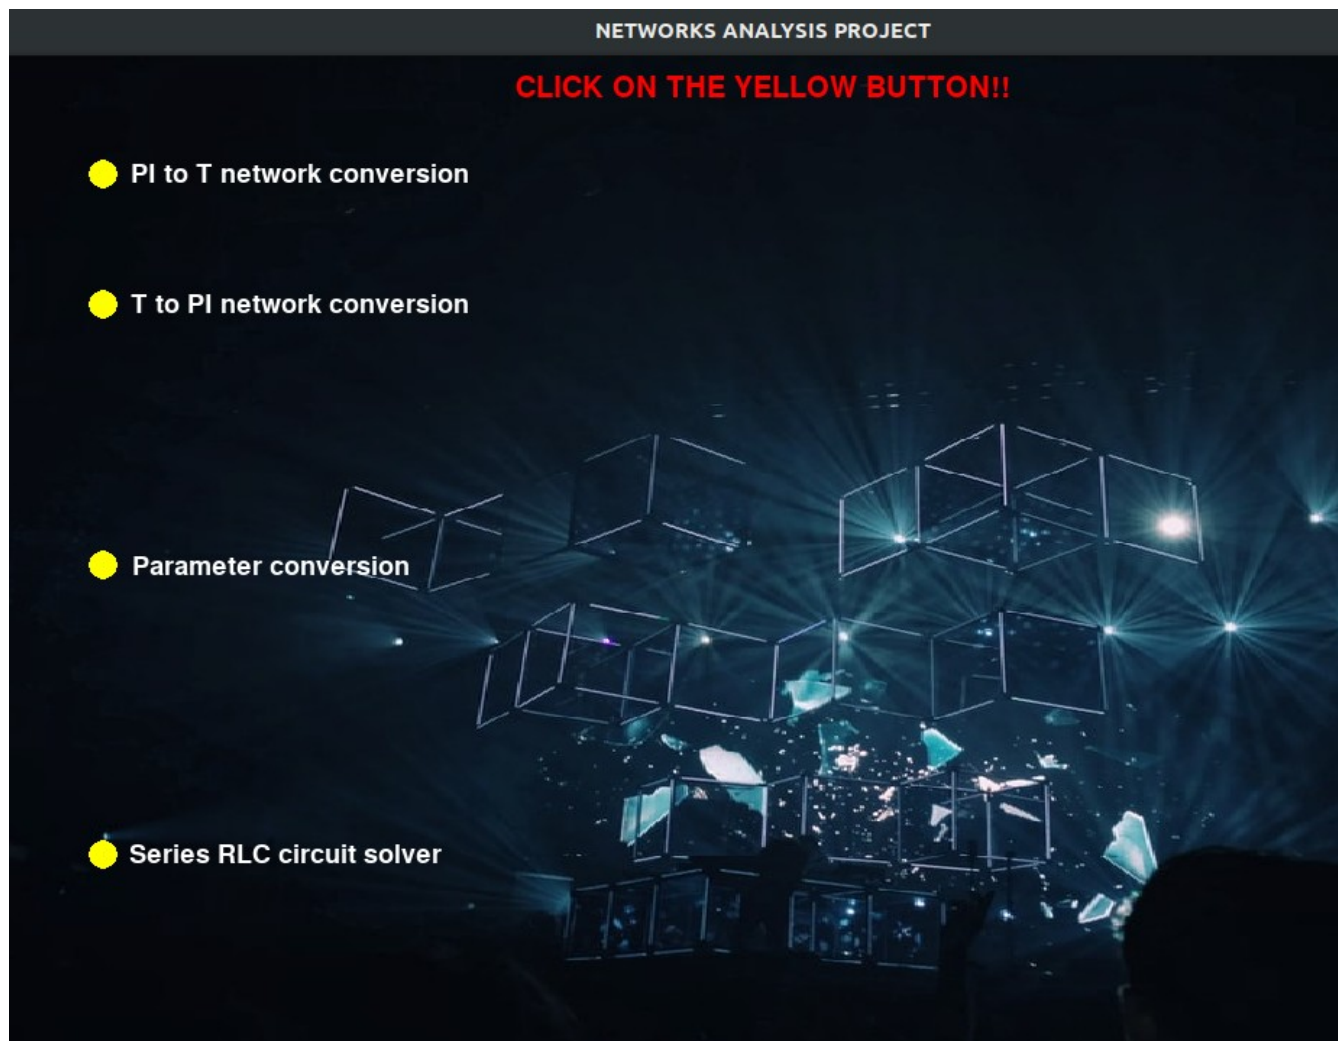 NETWORKS ANALYSIS PROJECT
CLICK ON THE YELLOW BUTTON!!
PI to T network conversion
T to PI network conversion
Parameter conversion
Series RLC circuit solver